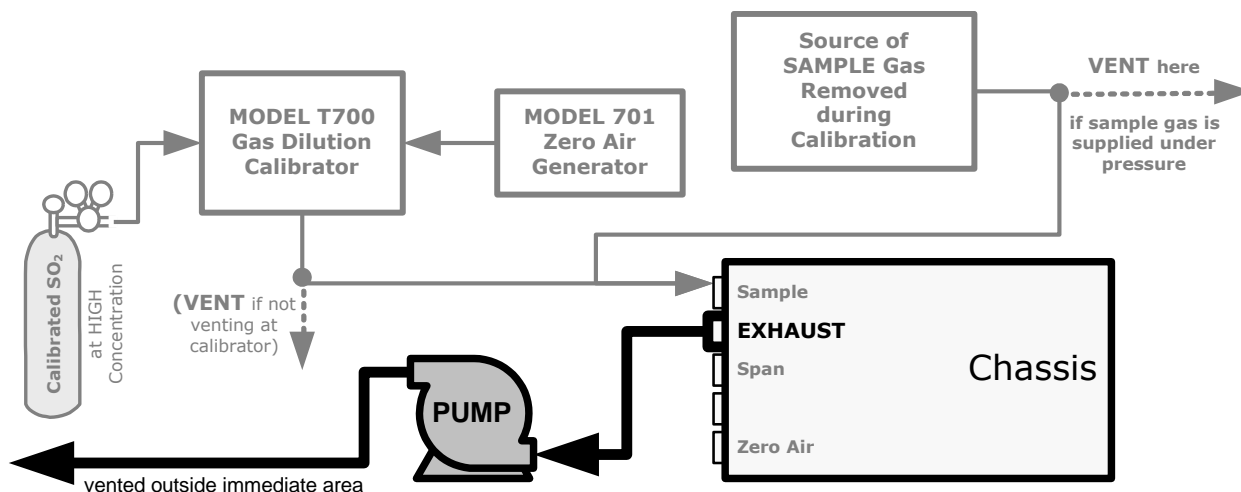 MODEL T700
Gas Dilution
Calibrator
MODEL 701
Zero Air
Generator
Source of
SAMPLE Gas
Removed
during
Calibration
VENT here
if sample gas is
supplied under
pressure
Calibrated SO₂
at HIGH
Concentration
(VENT if not
venting at
calibrator)
Sample
EXHAUST
Span
Zero Air
Chassis
PUMP
vented outside immediate area